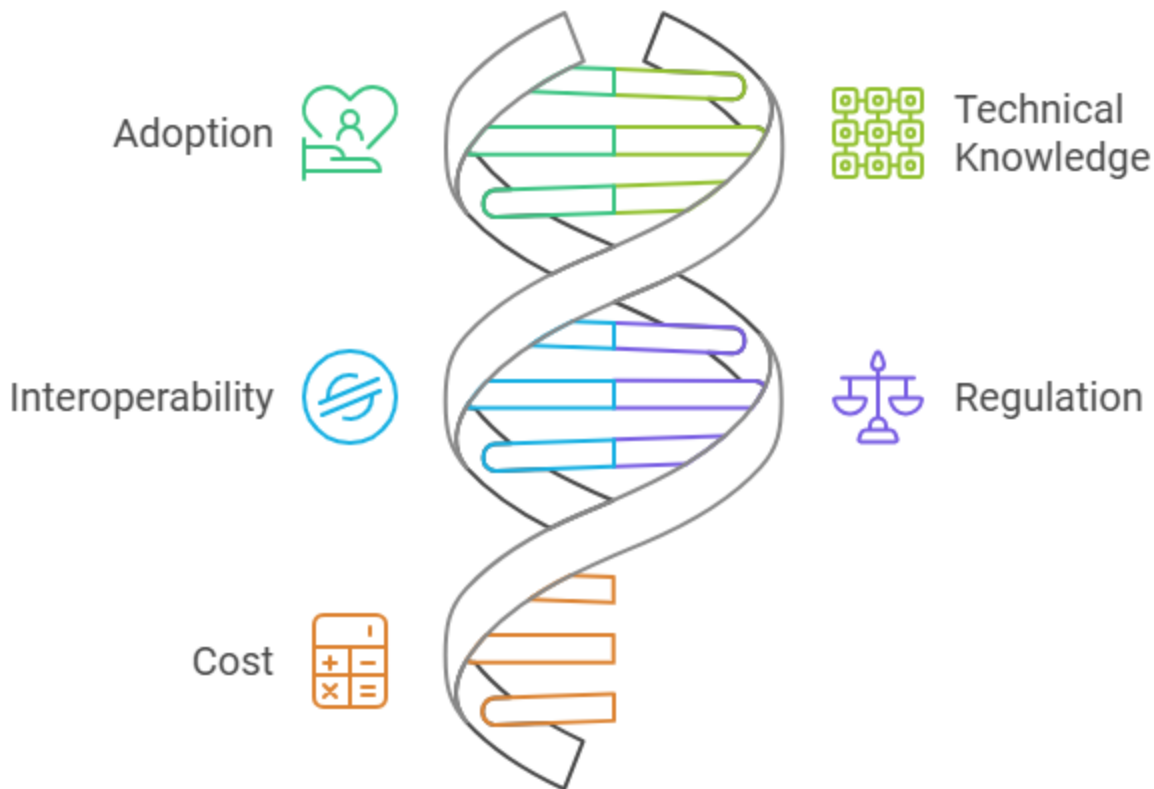 Adoption
Technical
Knowledge
Interoperability
Regulation
Cost